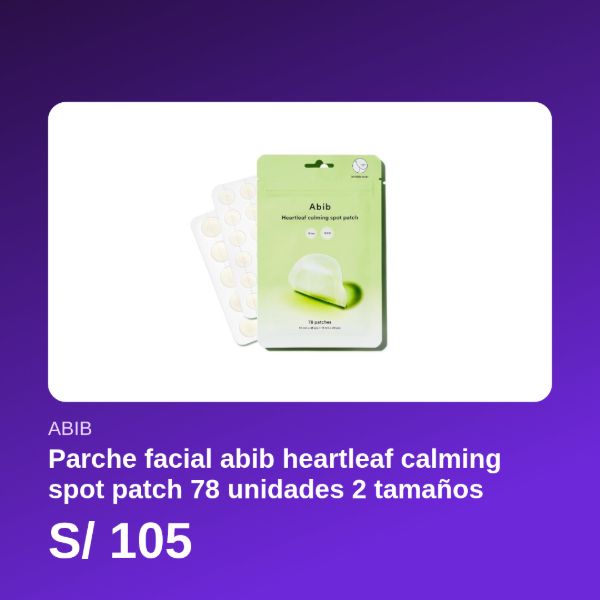 Abib
Heartleaf calming spot patch
78 patches
ABIB
Parche facial abib heartleaf calming
spot patch 78 unidades 2 tamaños
S/ 105